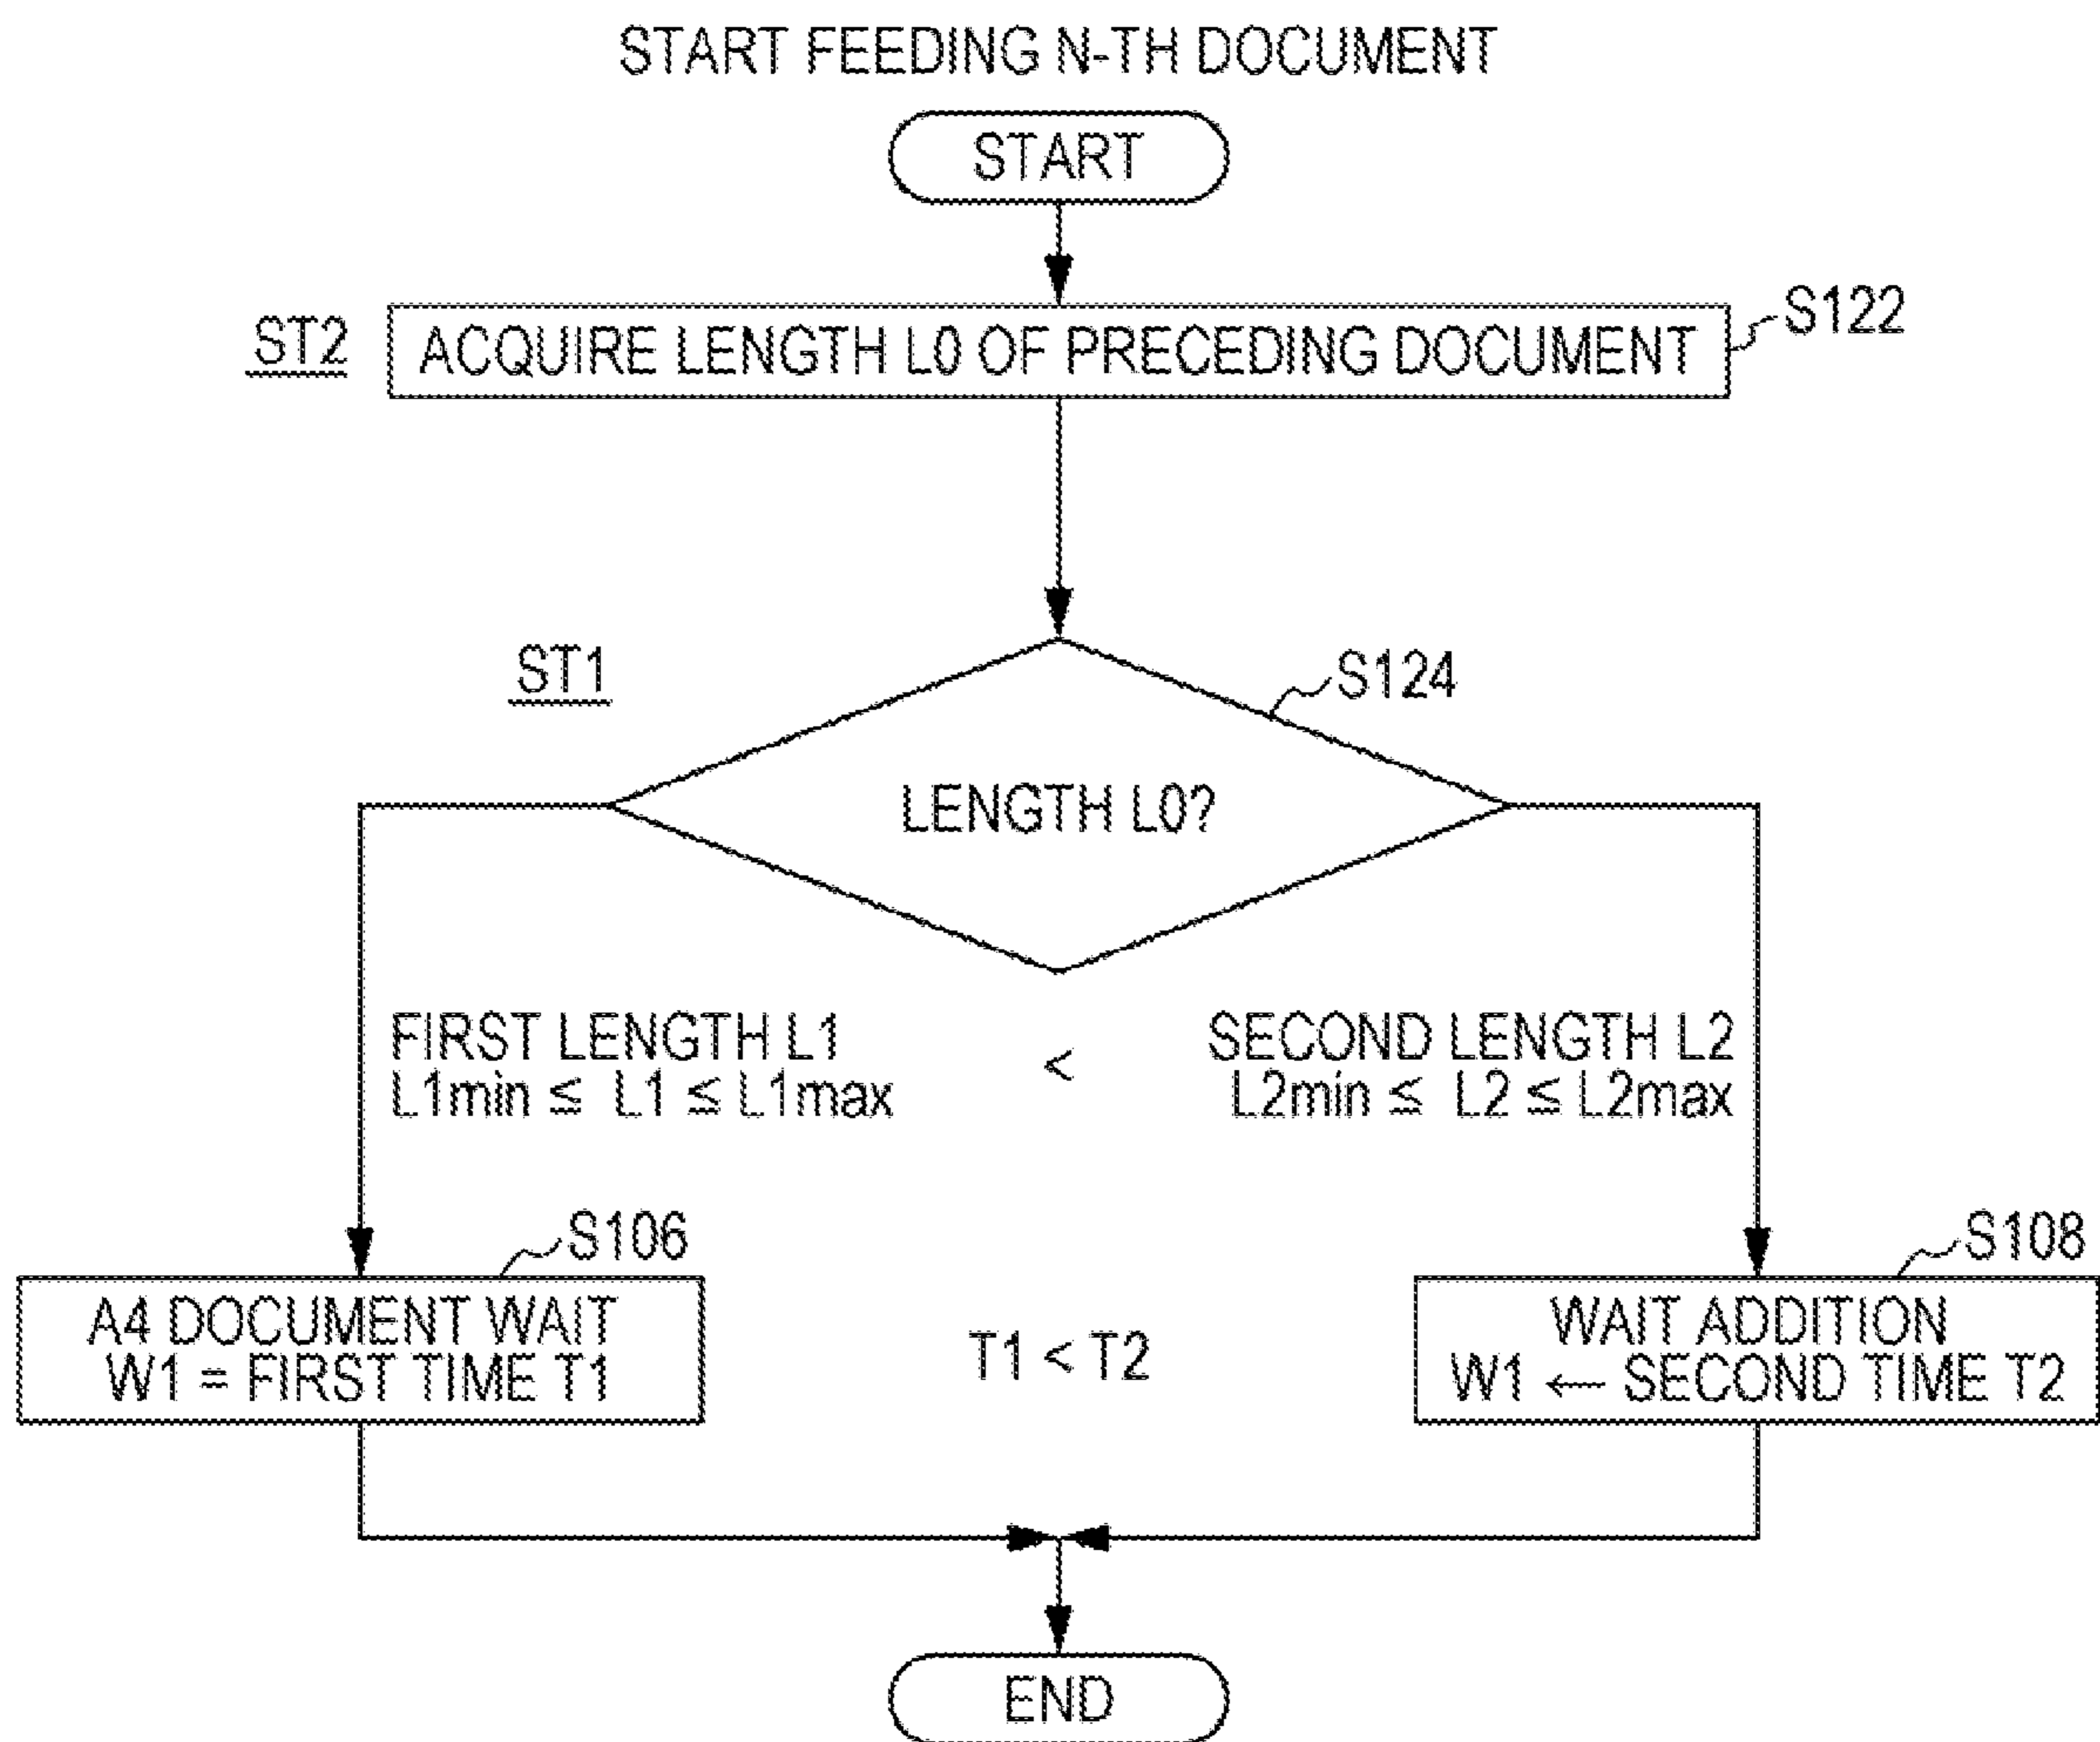 START FEEDING N-TH DOCUMENT
START
ST2
ACQUIRE LENGTH L0 OF PRECEDING DOCUMENT
S122
ST1
S124
LENGTH L0?
FIRST LENGTH L1
L1min ≦ L1 ≦ L1max
<
SECOND LENGTH L2
L2min ≦ L2 ≦ L2max
S106
A4 DOCUMENT WAIT
W1 = FIRST TIME T1
T1 < T2
S108
WAIT ADDITION
W1 ← SECOND TIME T2
END